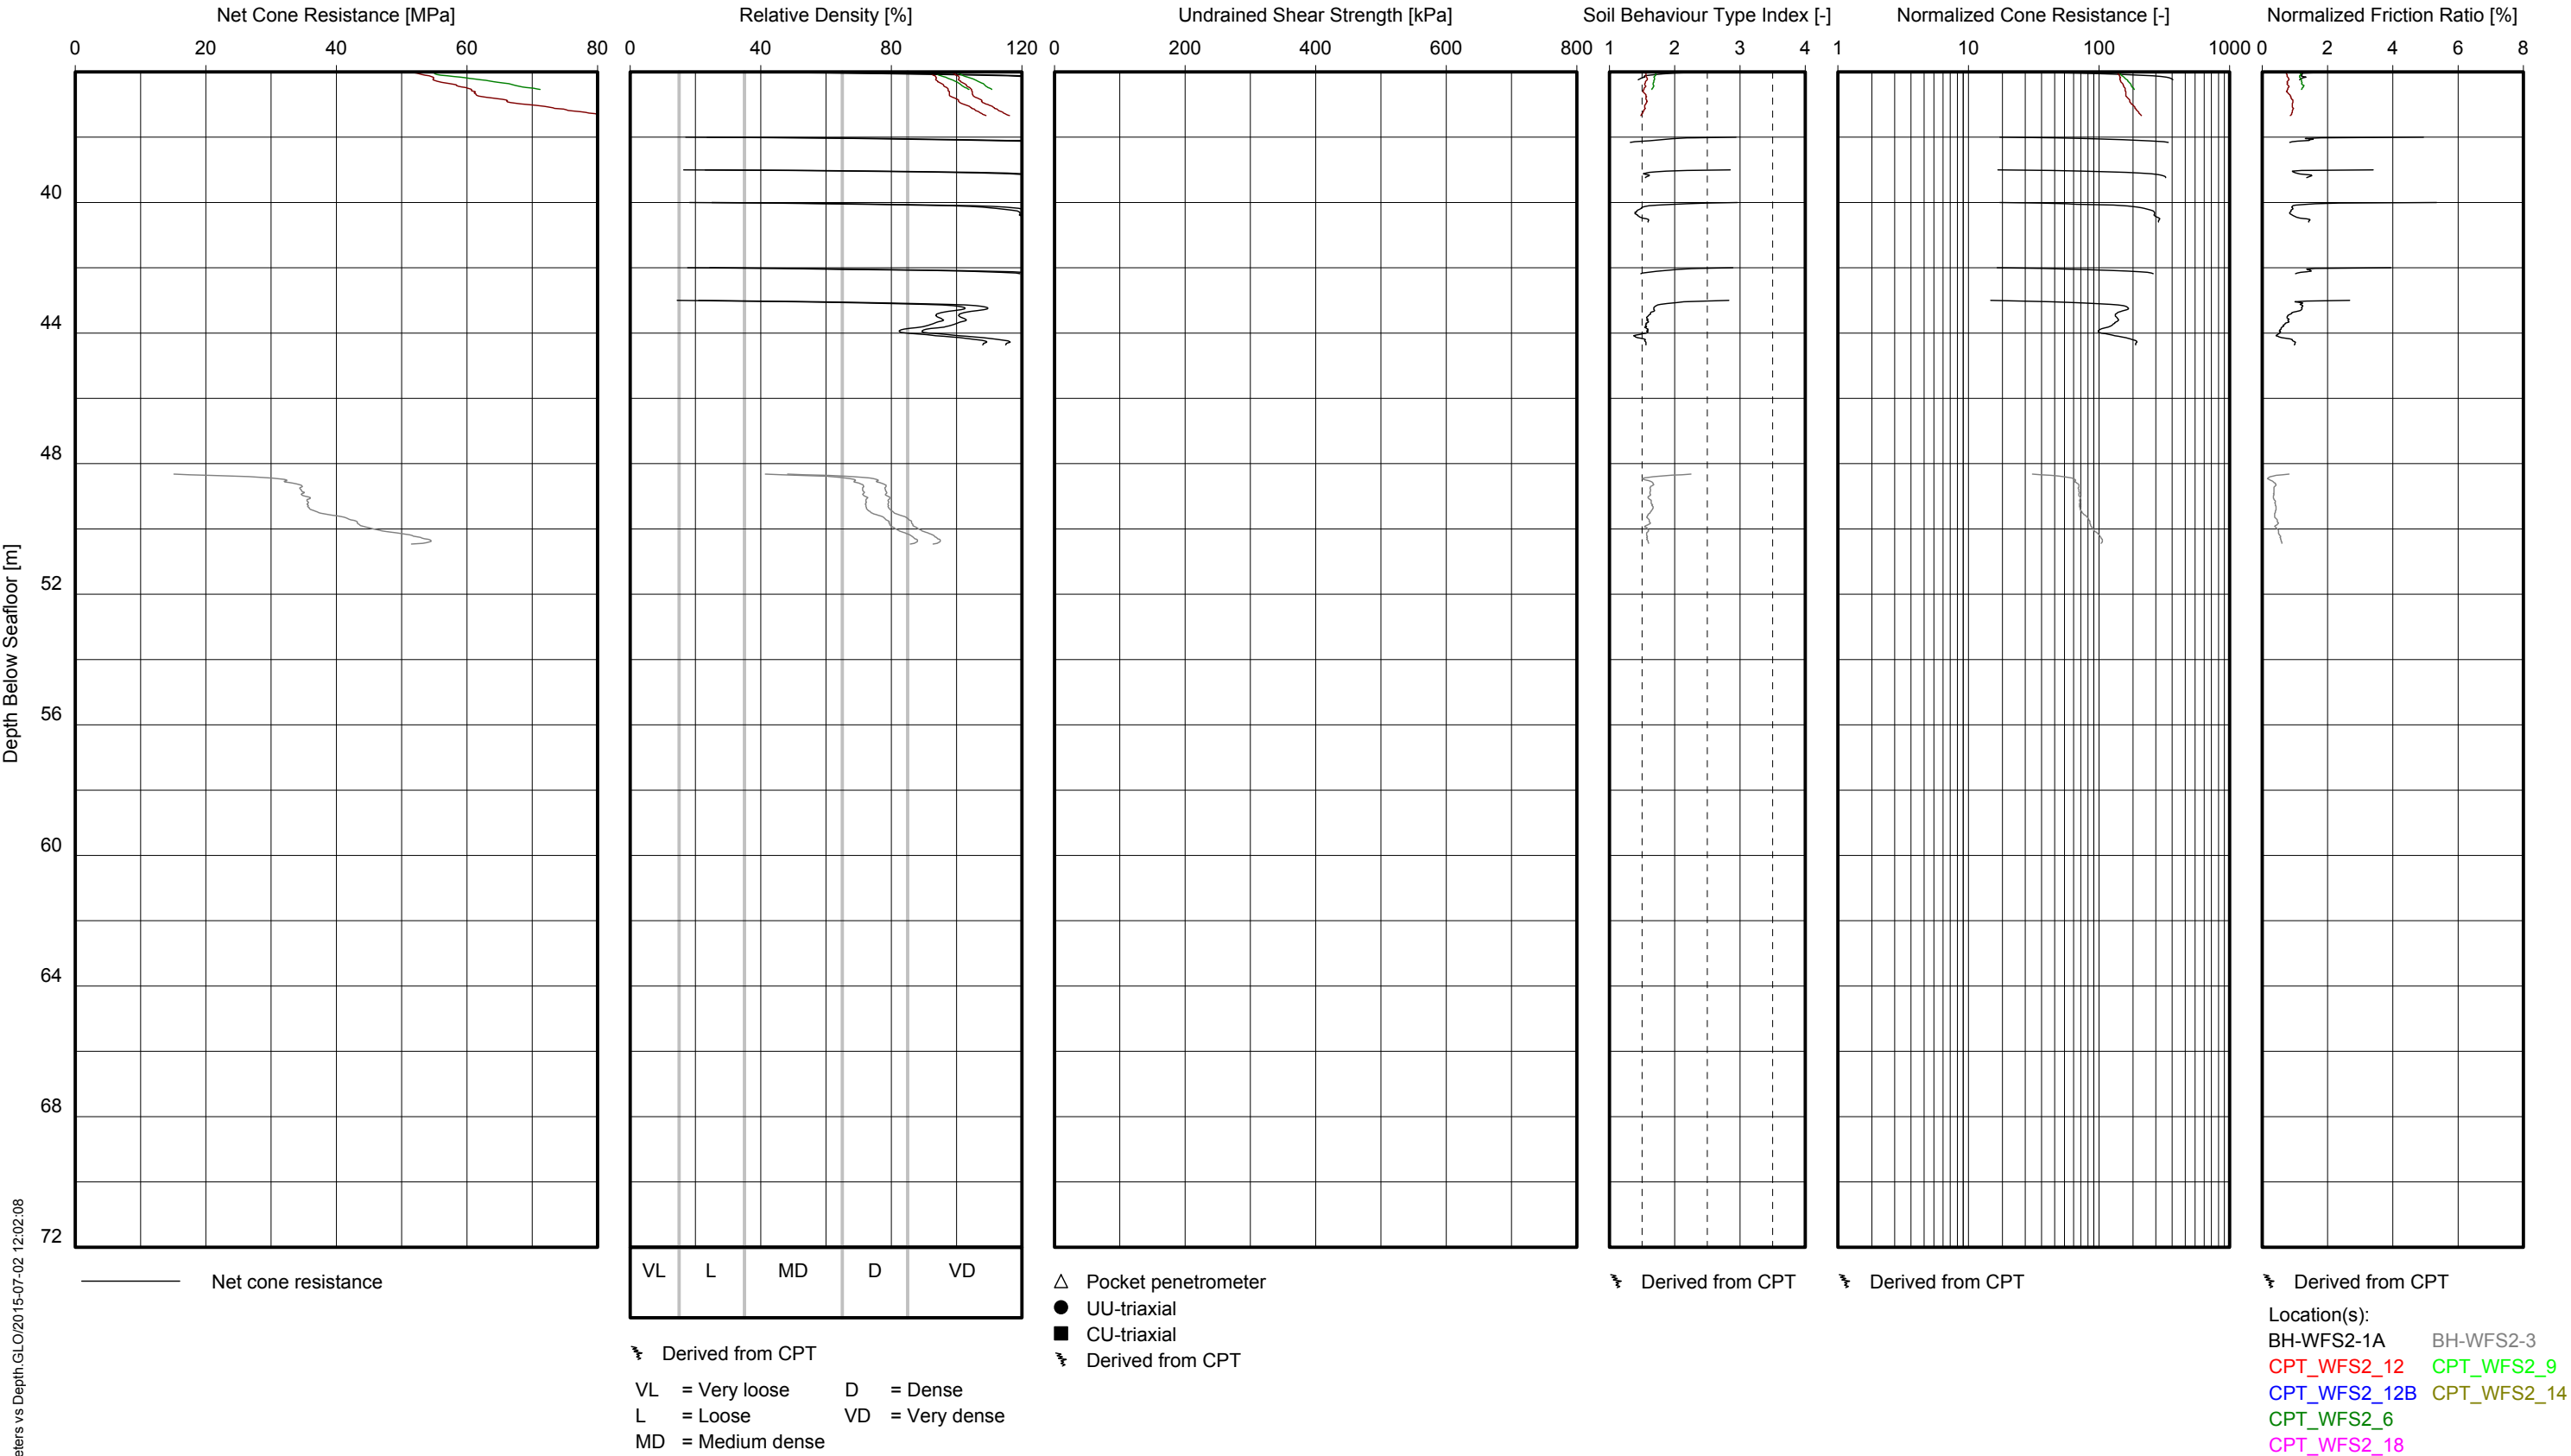 Net Cone Resistance [MPa] Relative Density [%] Undrained Shear Strength [kPa] Soil Behaviour Type Index [-] Normalized Cone Resistance [-] Normalized Friction Ratio [%]
0 20 40 60 80 0 40 80 120 0 200 400 600 800 1 2 3 4 1 10 100 1000 0 2 4 6 8
40
44
48
52
56
60
64
68
72
Depth Below Seafloor [m]
eters vs Depth.GLO/2015-07-02 12:02:08
Net cone resistance
VL L MD D VD
Derived from CPT
VL = Very loose D = Dense
L = Loose VD = Very dense
MD = Medium dense
Pocket penetrometer
UU-triaxial
CU-triaxial
Derived from CPT
Derived from CPT
Derived from CPT
Derived from CPT
Location(s):
BH-WFS2-1A BH-WFS2-3
CPT_WFS2_12 CPT_WFS2_9
CPT_WFS2_12B CPT_WFS2_14
CPT_WFS2_6
CPT_WFS2_18